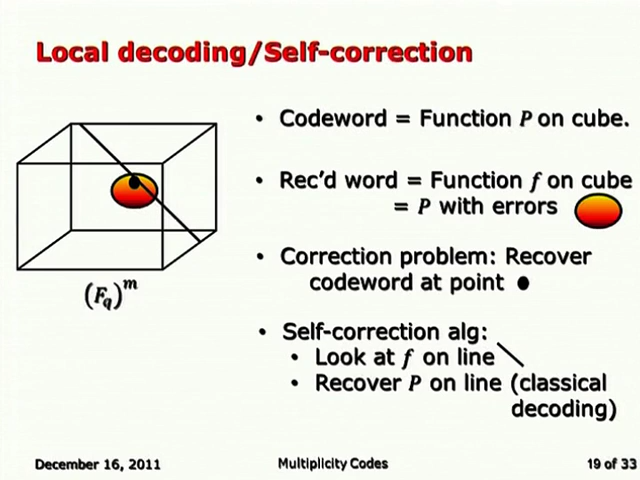 Local decoding/Self-correction
• Codeword = Function P on cube.
• Rec'd word = Function f on cube
= P with errors
• Correction problem: Recover
codeword at point
• Self-correction alg:
• Look at f on line
• Recover P on line (classical
decoding)
(F_q)^m
December 16, 2011
Multiplicity Codes
19 of 33